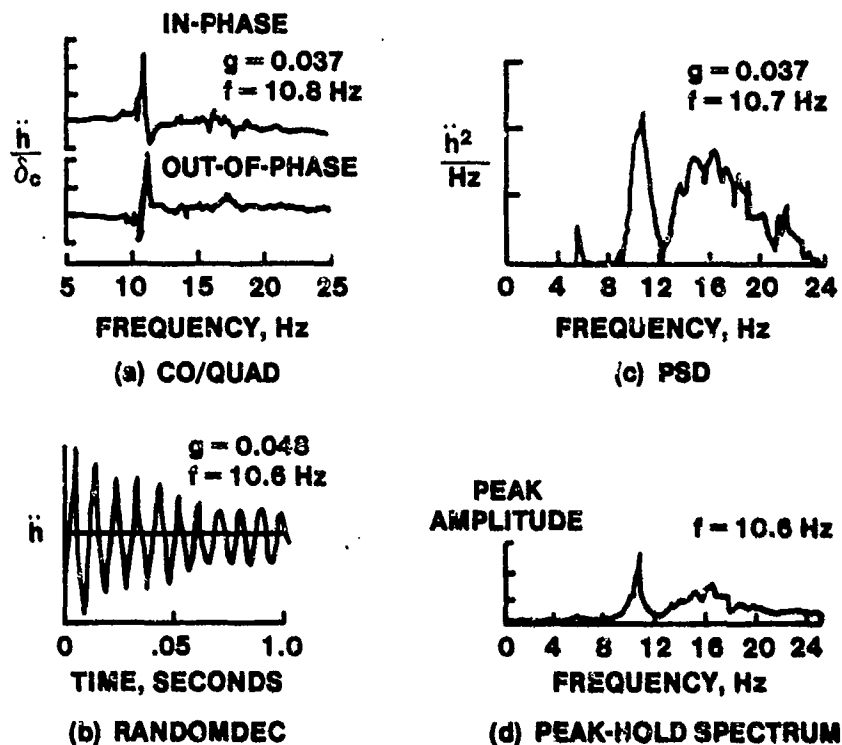 IN-PHASE
g = 0.037
f = 10.8 Hz
ḧ
δc
OUT-OF-PHASE
5 10 15 20 25
FREQUENCY, Hz
(a) CO/QUAD
g = 0.037
f = 10.7 Hz
ḧ²
Hz
0 4 8 12 16 20 24
FREQUENCY, Hz
(c) PSD
g = 0.048
f = 10.6 Hz
ḧ
0 .05 1.0
TIME, SECONDS
(b) RANDOMDEC
PEAK
AMPLITUDE
f = 10.6 Hz
0 4 8 12 16 20 24
FREQUENCY, Hz
(d) PEAK-HOLD SPECTRUM